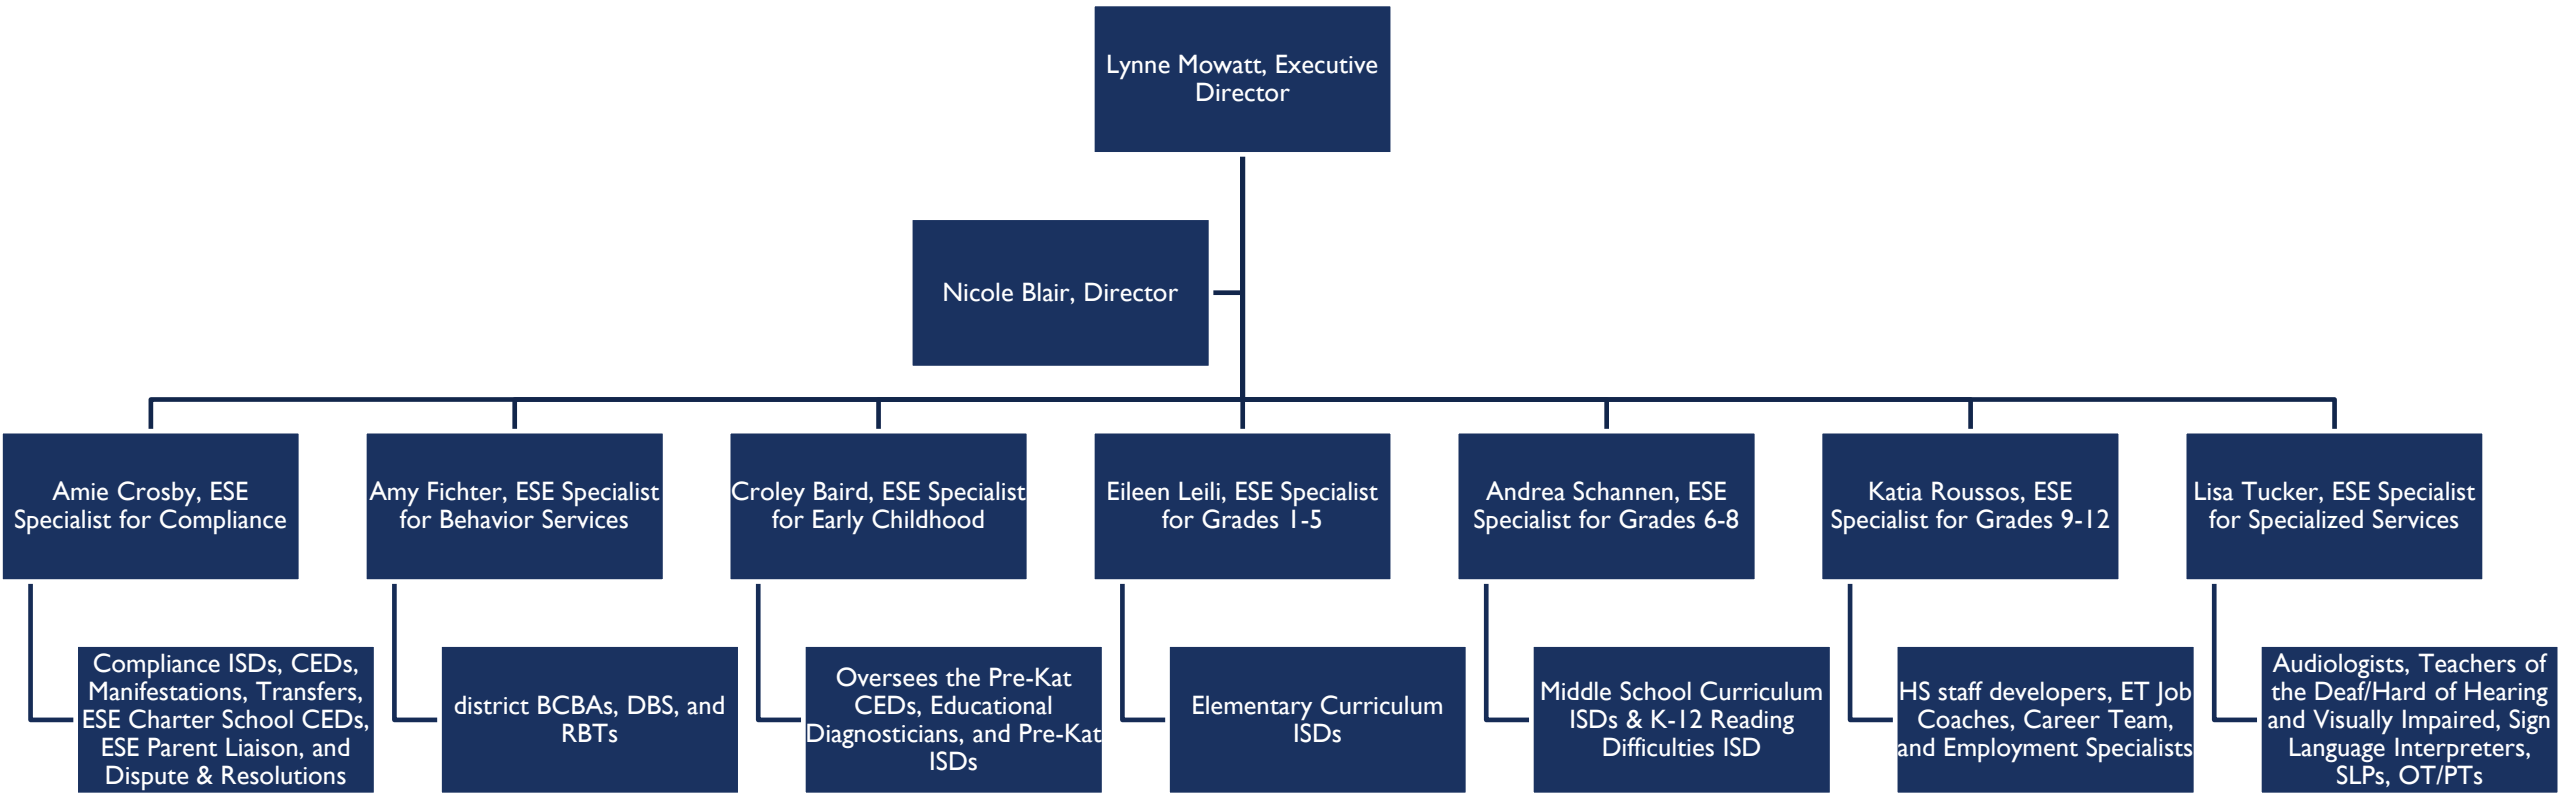 Lynne Mowatt, Executive
Director
Nicole Blair, Director
Amie Crosby, ESE
Specialist for Compliance
Amy Fichter, ESE Specialist
for Behavior Services
Croley Baird, ESE Specialist
for Early Childhood
Eileen Leili, ESE Specialist
for Grades 1-5
Andrea Schannen, ESE
Specialist for Grades 6-8
Katia Roussos, ESE
Specialist for Grades 9-12
Lisa Tucker, ESE Specialist
for Specialized Services
Compliance ISDs, CEDs,
Manifestations, Transfers,
ESE Charter School CEDs,
ESE Parent Liaison, and
Dispute & Resolutions
district BCBAs, DBS, and
RBTs
Oversees the Pre-Kat
CEDs, Educational
Diagnosticians, and Pre-Kat
ISDs
Elementary Curriculum
ISDs
Middle School Curriculum
ISDs & K-12 Reading
Difficulties ISD
HS staff developers, ET Job
Coaches, Career Team,
and Employment Specialists
Audiologists, Teachers of
the Deaf/Hard of Hearing
and Visually Impaired, Sign
Language Interpreters,
SLPs, OT/PTs